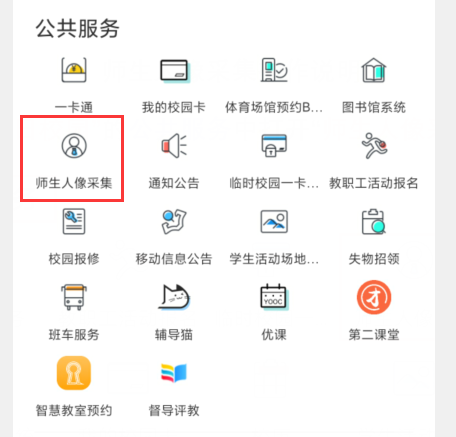 公共服务
一卡通
我的校园卡
体育场馆预约B...
图书馆系统
师生人像采集
通知公告
临时校园一卡...
教职工活动报名
校园报修
移动信息公告
学生活动场地...
失物招领
YOOC
才
班车服务
辅导猫
优课
第二课堂
智慧教室预约
督导评教